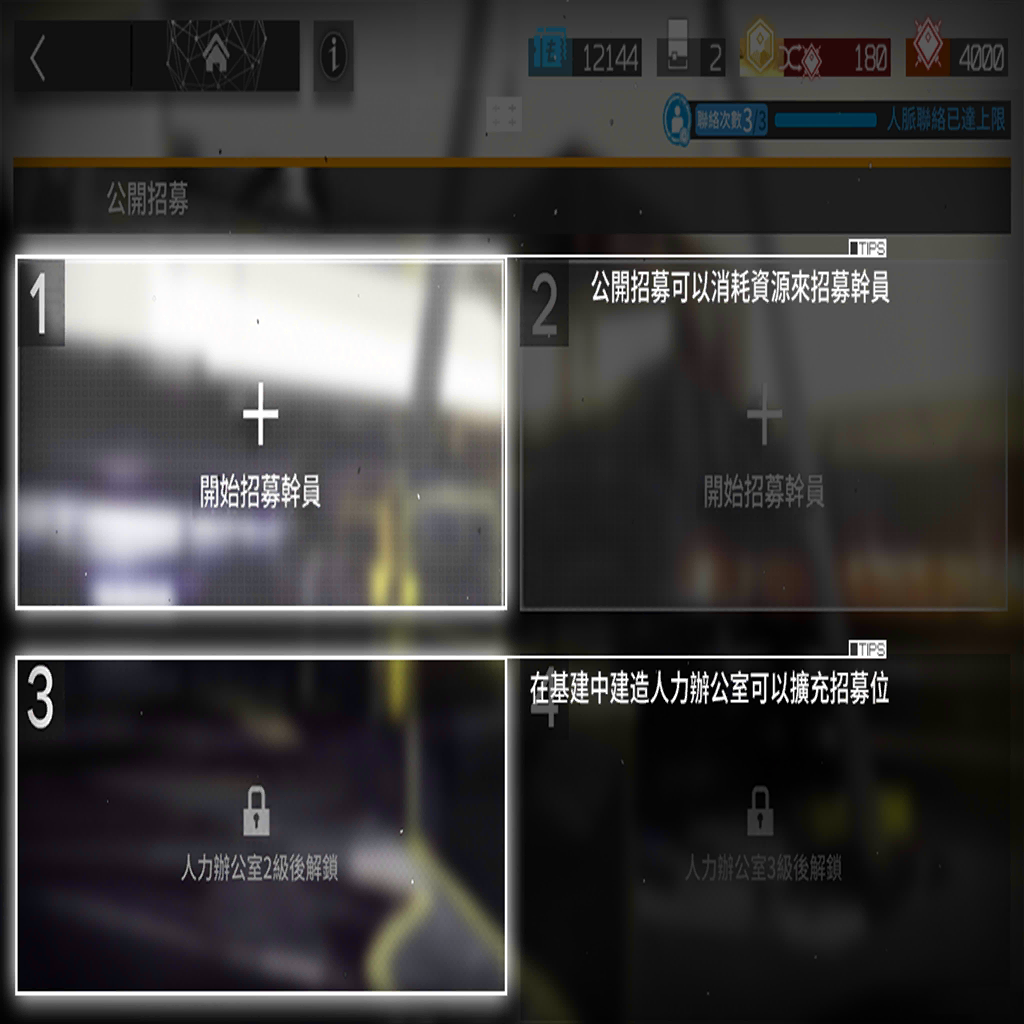 12144
2
180
4000
聯絡次數3/3
人脈聯絡已達上限
公開招募
TIPS
1
2
公開招募可以消耗資源來招募幹員
開始招募幹員
開始招募幹員
TIPS
3
4
在基建中建造人力辦公室可以擴充招募位
人力辦公室2級後解鎖
人力辦公室3級後解鎖